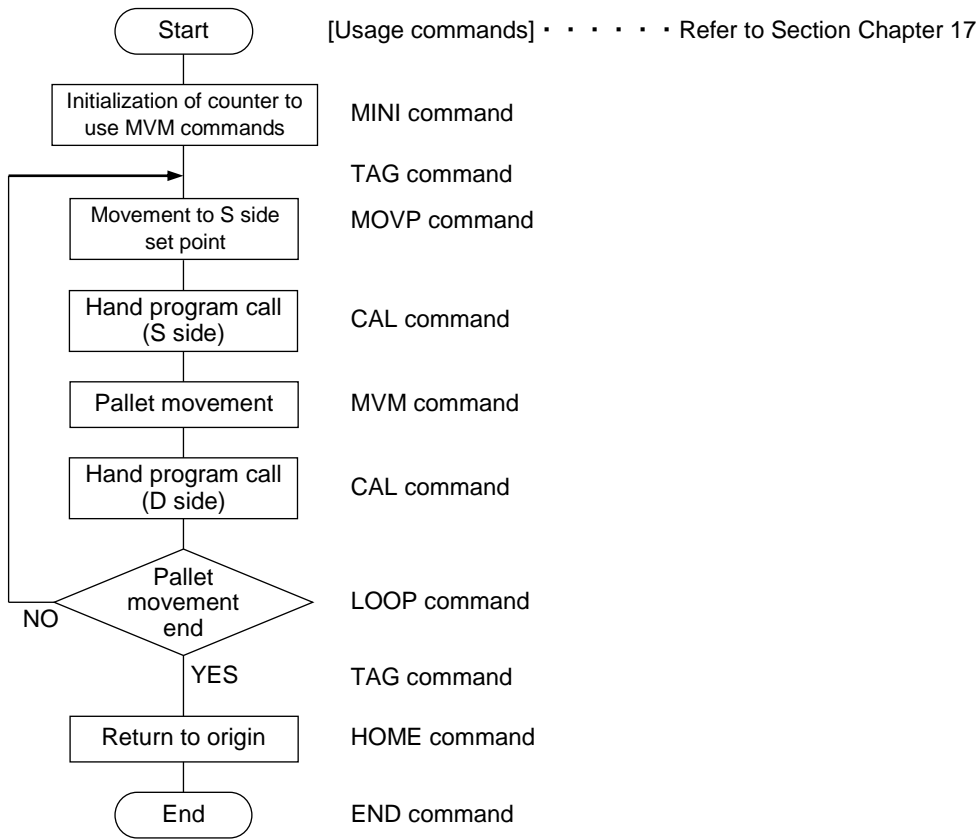 Start
[Usage commands] ・・・・・・ Refer to Section Chapter 17
Initialization of counter to
use MVM commands
MINI command
TAG command
Movement to S side
set point
MOVP command
Hand program call
(S side)
CAL command
Pallet movement
MVM command
Hand program call
(D side)
CAL command
Pallet
movement
end
LOOP command
NO
YES
TAG command
Return to origin
HOME command
End
END command